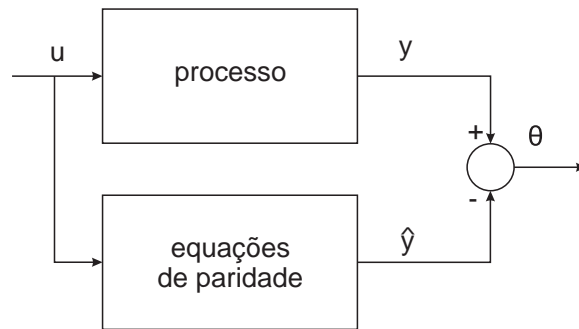 u
processo
y
+
θ
-
equações
de paridade
ŷ